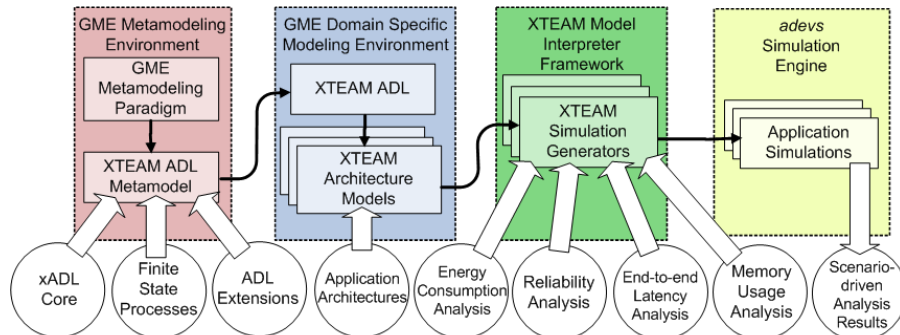 GME Metamodeling
Environment
GME
Metamodeling
Paradigm
XTEAM ADL
Metamodel
GME Domain Specific
Modeling Environment
XTEAM ADL
XTEAM
Architecture
Models
XTEAM Model
Interpreter
Framework
XTEAM
Simulation
Generators
adevs
Simulation
Engine
Application
Simulations
xADL
Core
Finite
State
Processes
ADL
Extensions
Application
Architectures
Energy
Consumption
Analysis
Reliability
Analysis
End-to-end
Latency
Analysis
Memory
Usage
Analysis
Scenario-
driven
Analysis
Results